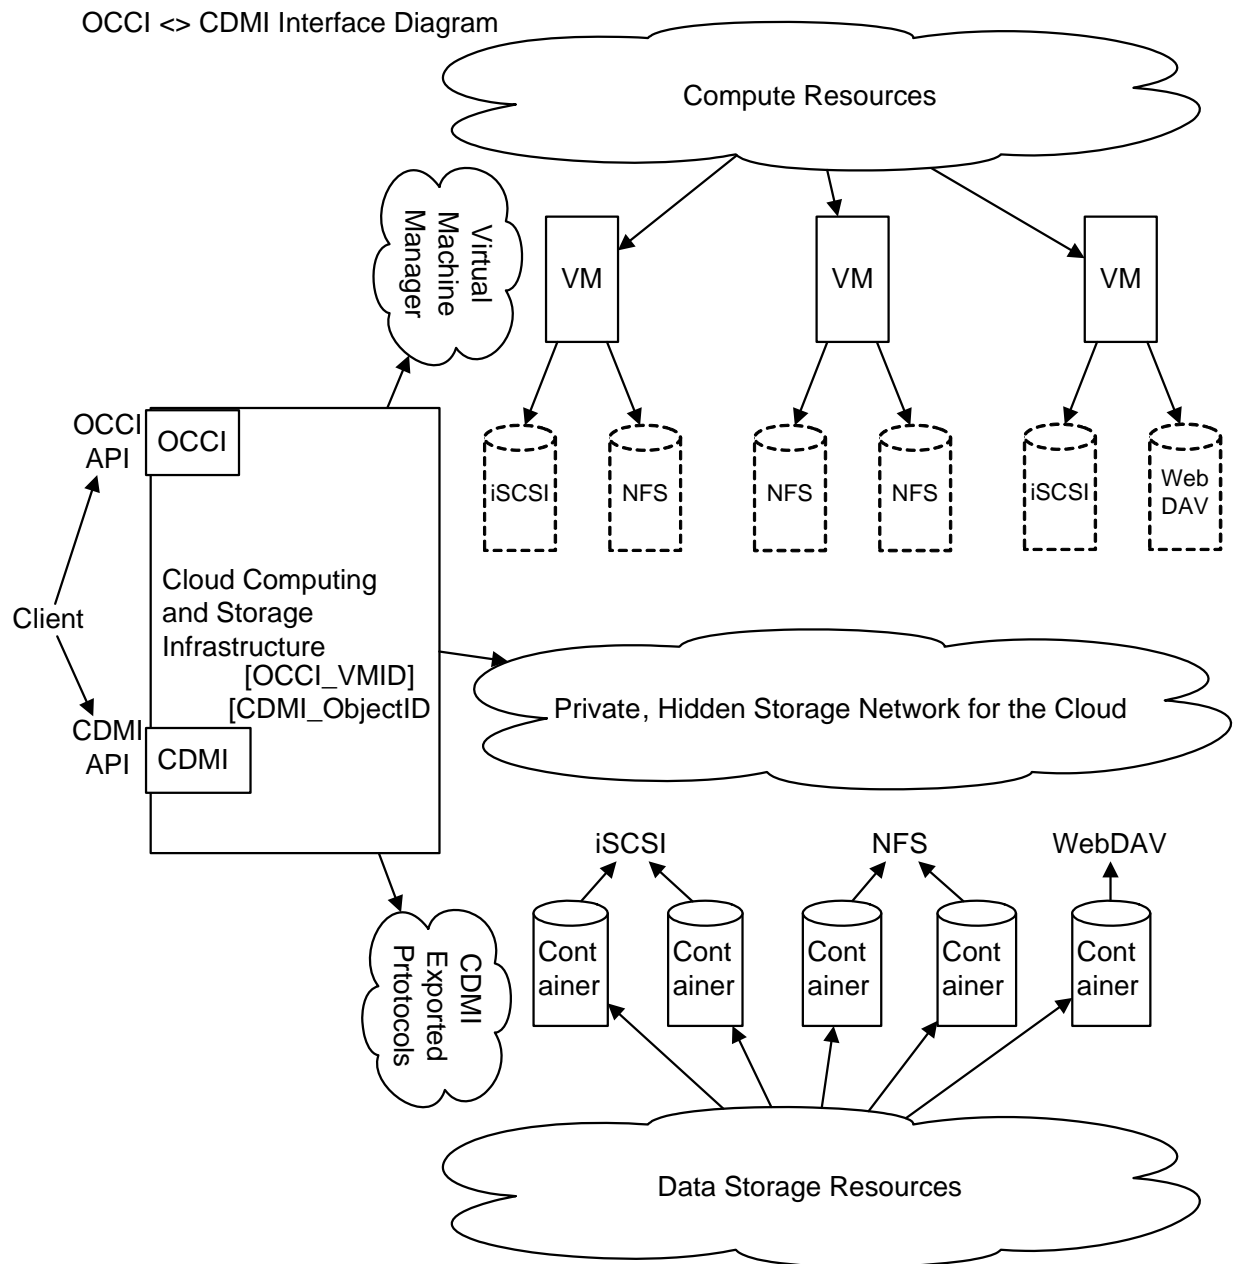 OCCI <> CDMI Interface Diagram
Compute Resources
Virtual
Machine
Manager
VM
VM
VM
OCCI
API
OCCI
iSCSI
NFS
NFS
NFS
iSCSI
Web
DAV
Cloud Computing
and Storage
Infrastructure
[OCCI_VMID]
[CDMI_ObjectID
Client
Private, Hidden Storage Network for the Cloud
CDMI
API
CDMI
iSCSI
NFS
WebDAV
CDMI
Exported
Prtotocols
Cont
ainer
Cont
ainer
Cont
ainer
Cont
ainer
Cont
ainer
Data Storage Resources